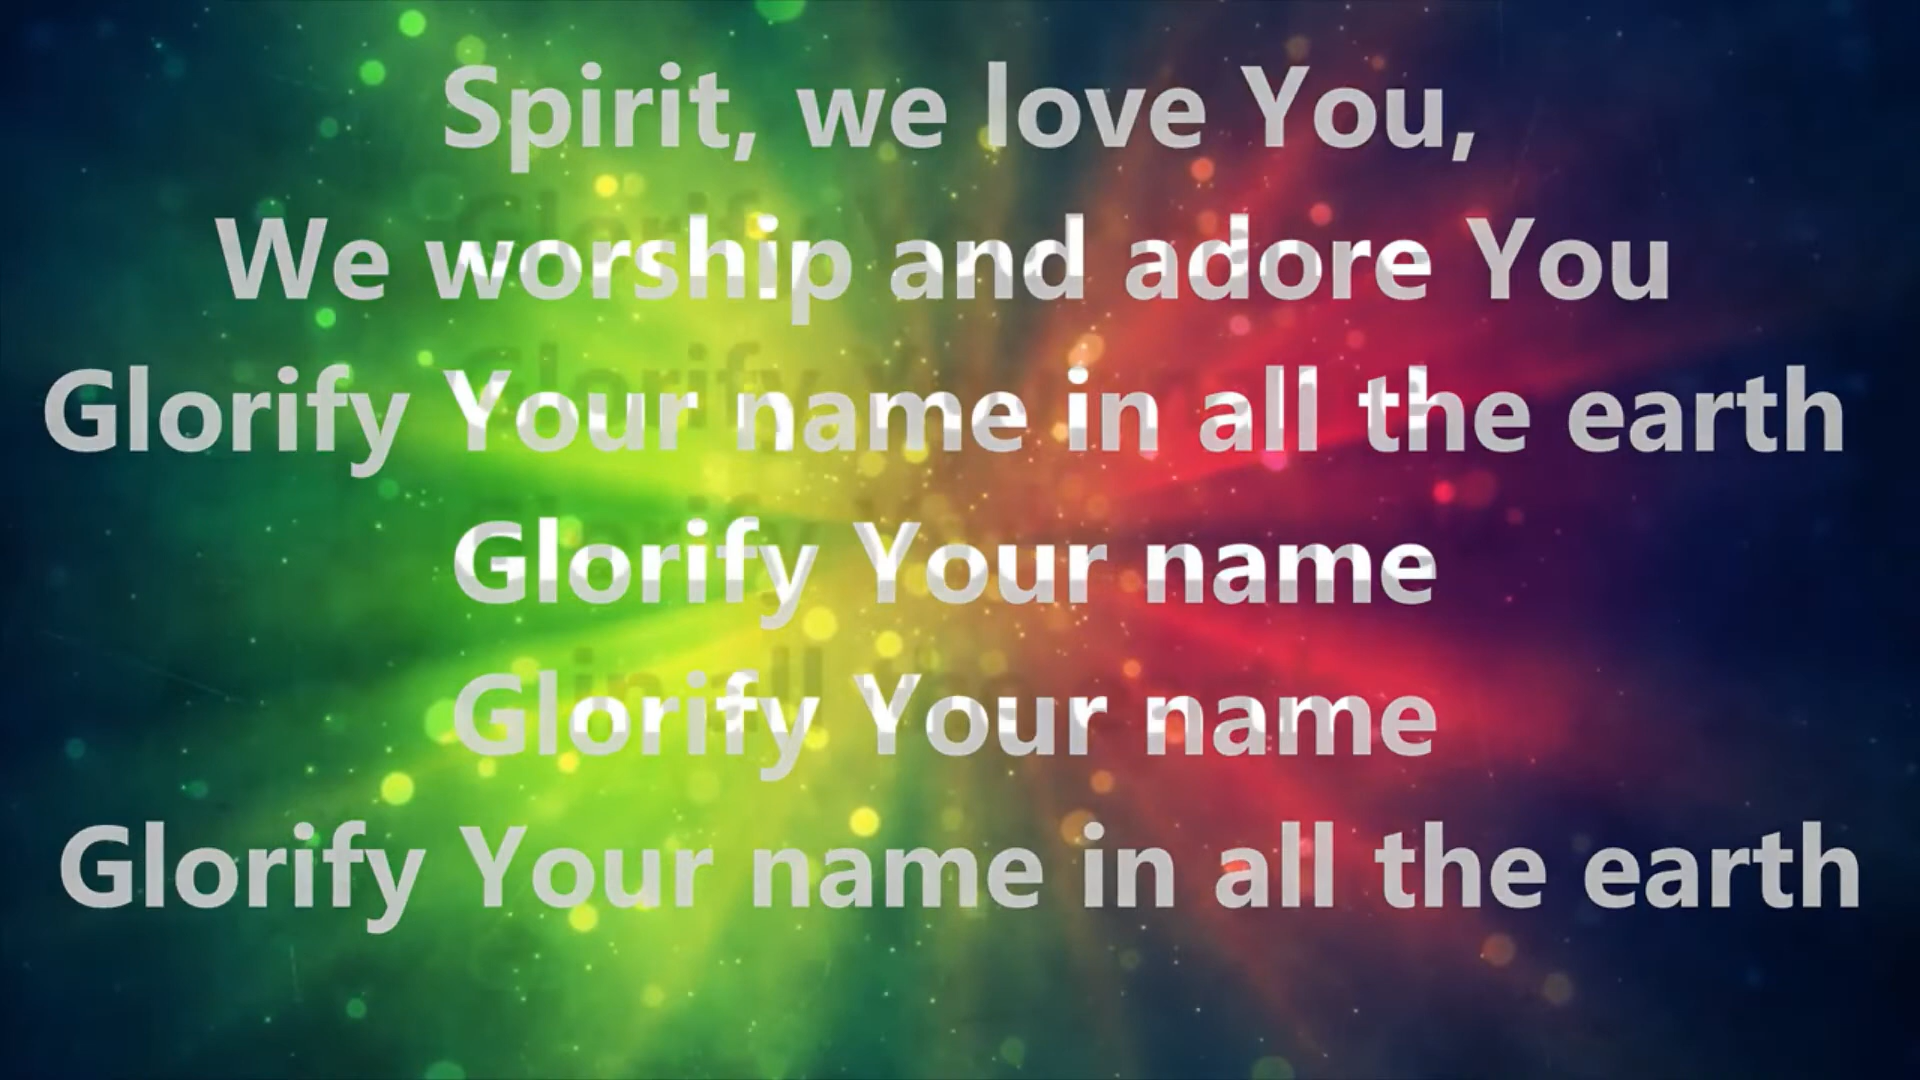 Spirit, we love You,
We worship and adore You
Glorify Your name in all the earth
Glorify Your name
Glorify Your name
Glorify Your name in all the earth